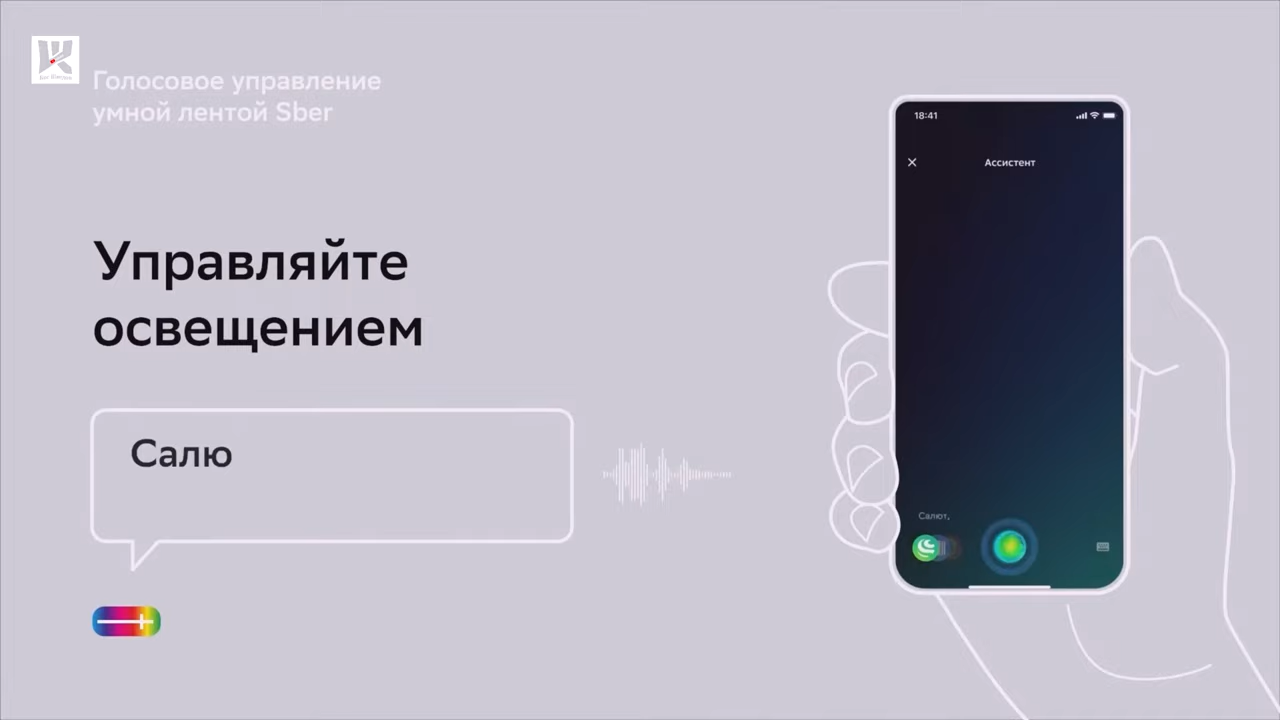 Голосовое управление
умной лентой Sber
Управляйте
освещением
Салю
18:41
Ассистент
Салют,